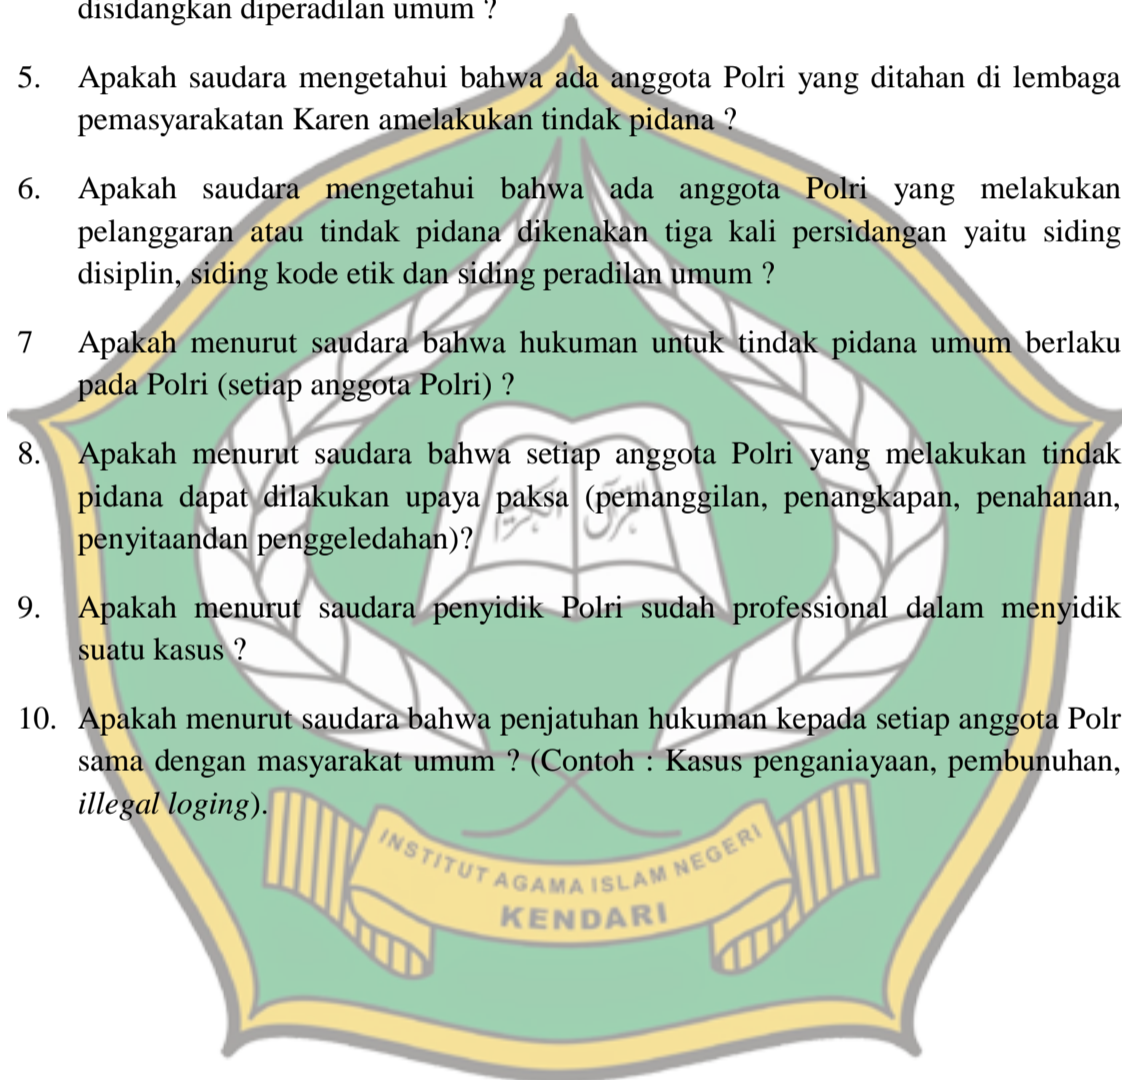 disidangkan diperadilan umum ?
5. Apakah saudara mengetahui bahwa ada anggota Polri yang ditahan di lembaga
pemasyarakatan Karen amelakukan tindak pidana ?
6. Apakah saudara mengetahui bahwa ada anggota Polri yang melakukan
pelanggaran atau tindak pidana dikenakan tiga kali persidangan yaitu siding
disiplin, siding kode etik dan siding peradilan umum ?
7 Apakah menurut saudara bahwa hukuman untuk tindak pidana umum berlaku
pada Polri (setiap anggota Polri) ?
8. Apakah menurut saudara bahwa setiap anggota Polri yang melakukan tindak
pidana dapat dilakukan upaya paksa (pemanggilan, penangkapan, penahanan,
penyitaandan penggeledahan)?
9. Apakah menurut saudara penyidik Polri sudah professional dalam menyidik
suatu kasus ?
10. Apakah menurut saudara bahwa penjatuhan hukuman kepada setiap anggota Polr
sama dengan masyarakat umum ? (Contoh : Kasus penganiayaan, pembunuhan,
illegal loging).
INSTITUT AGAMA ISLAM NEGERI
KENDARI